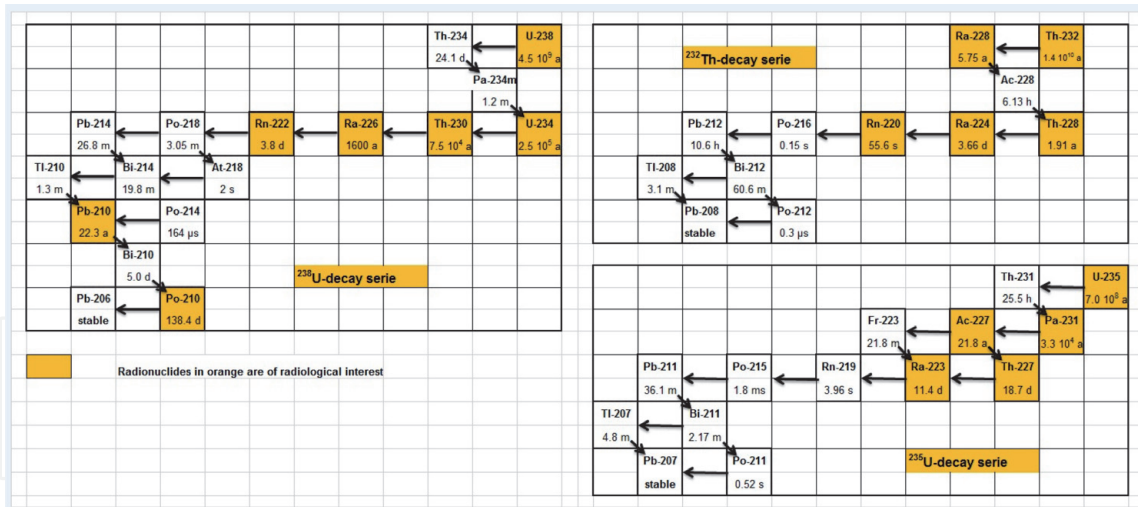 Th-234 U-238
24.1 d 4.5 10⁹ a
Pa-234m
1.2 m
Pb-214 Po-218 Rn-222 Ra-226 Th-230 U-234
26.8 m 3.05 m 3.8 d 1600 a 7.5 10⁴ a 2.5 10⁵ a
Tl-210 Bi-214 At-218
1.3 m 19.8 m 2 s
Pb-210 Po-214
22.3 a 164 µs
Bi-210
5.0 d
²³⁸U-decay serie
Pb-206 Po-210
stable 138.4 d
Radionuclides in orange are of radiological interest
Ra-228 Th-232
²³²Th-decay serie
5.75 a 1.4 10¹⁰ a
Ac-228
6.13 h
Pb-212 Po-216 Rn-220 Ra-224 Th-228
10.6 h 0.15 s 55.6 s 3.66 d 1.91 a
Tl-208 Bi-212
3.1 m 60.6 m
Pb-208 Po-212
stable 0.3 µs
Th-231 U-235
25.5 h 7.0 10⁸ a
Fr-223 Ac-227 Pa-231
21.8 m 21.8 a 3.3 10⁴ a
Pb-211 Po-215 Rn-219 Ra-223 Th-227
36.1 m 1.8 ms 3.96 s 11.4 d 18.7 d
Tl-207 Bi-211
4.8 m 2.17 m
Pb-207 Po-211
²³⁵U-decay serie
stable 0.52 s